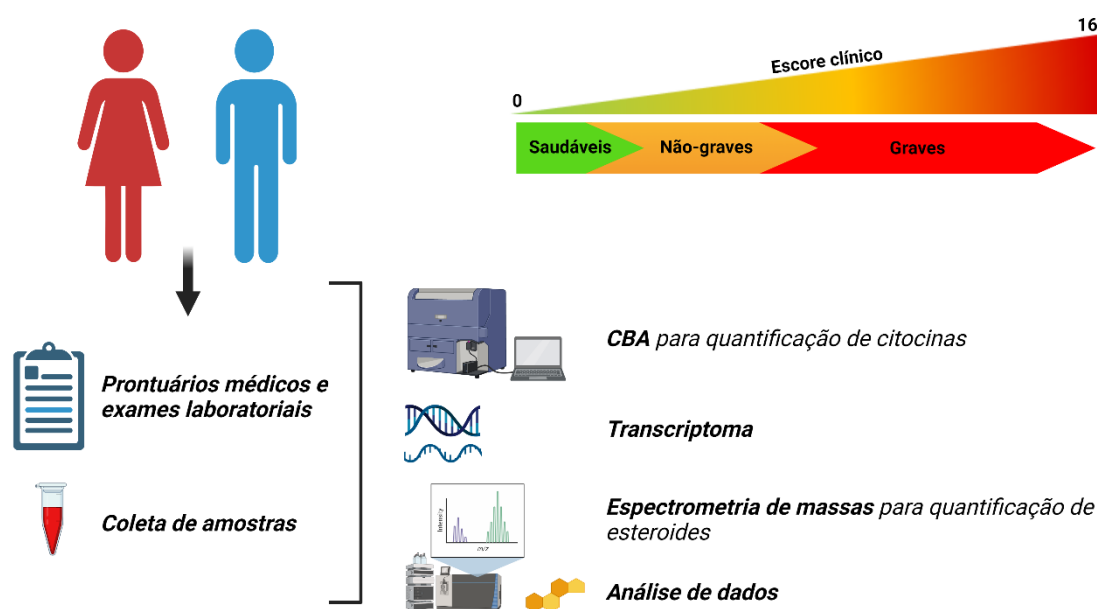 16
Escore clínico
0
Saudáveis
Não-graves
Graves
Prontuários médicos e
exames laboratoriais
Coleta de amostras
CBA para quantificação de citocinas
Transcriptoma
Intensity
m/z
Espectrometria de massas para quantificação de
esteroides
Análise de dados